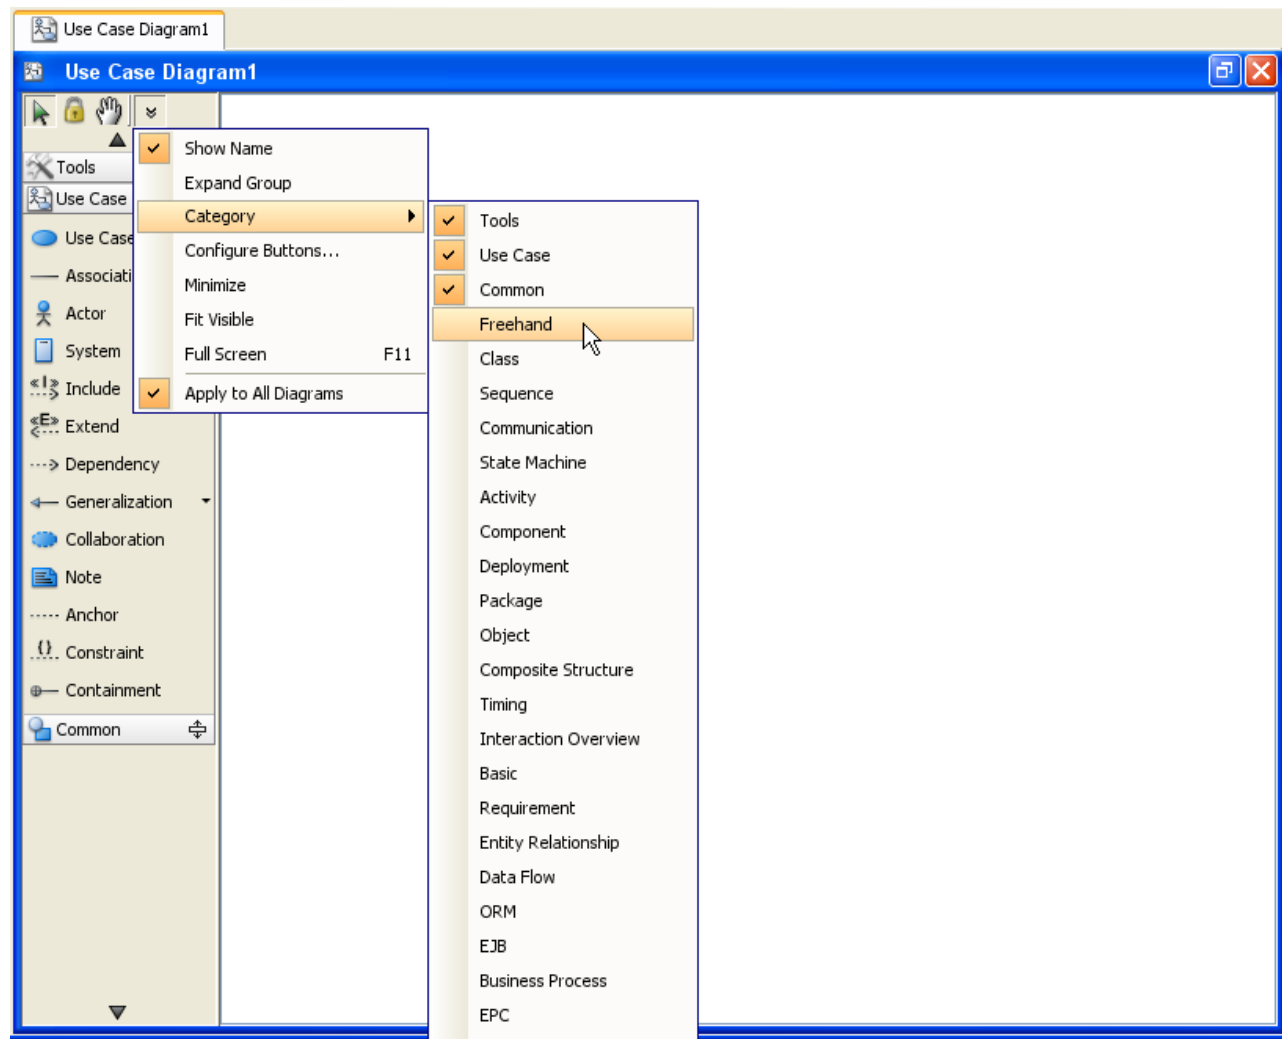 Use Case Diagram1
Use Case Diagram1
Tools
Use Case
Use Case
Associati
Actor
System
«I»
Include
«E»
Extend
Dependency
Generalization
Collaboration
Note
Anchor
{}
Constraint
Containment
Common
Show Name
Expand Group
Category
Configure Buttons...
Minimize
Fit Visible
Full Screen F11
Apply to All Diagrams
Tools
Use Case
Common
Freehand
Class
Sequence
Communication
State Machine
Activity
Component
Deployment
Package
Object
Composite Structure
Timing
Interaction Overview
Basic
Requirement
Entity Relationship
Data Flow
ORM
EJB
Business Process
EPC